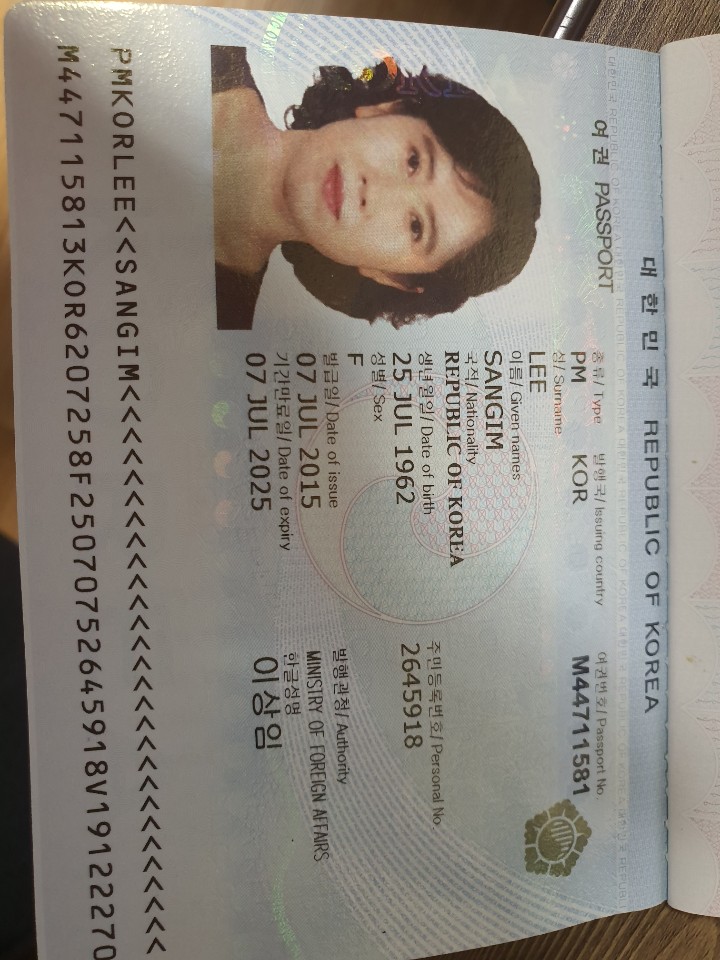 대한민국 REPUBLIC OF KOREA
여권 PASSPORT
종류/ Type 발행국/ Issuing country 여권번호/ Passport No.
PM KOR M44711581
성/ Surname
LEE
이름/ Given names
SANGIM
국적/ Nationality
REPUBLIC OF KOREA
생년월일/ Date of birth 주민등록번호/ Personal No.
25 JUL 1962 2645918
성별/ Sex
F
발급일/ Date of issue 발행관청/ Authority
07 JUL 2015 MINISTRY OF FOREIGN AFFAIRS
기간만료일/ Date of expiry 한글성명
07 JUL 2025 이상임
PMKORLEE<<SANGIM<<<<<<<<<<<<<<<<<<<<<<<<<<<<
M447115813KOR6207258F25070752645918V19122270